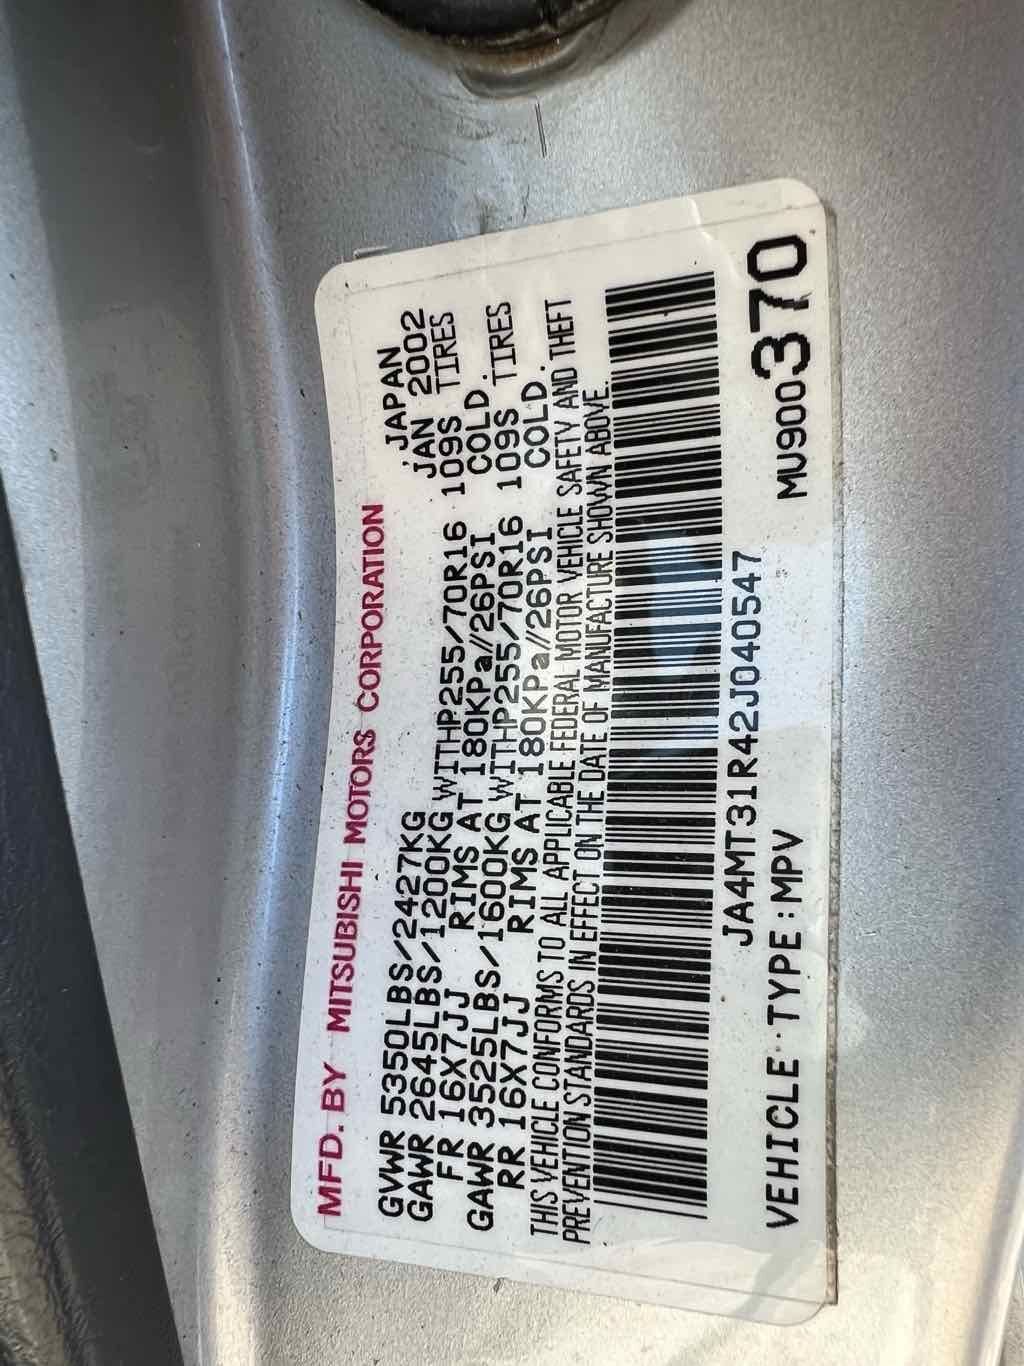 MFD. BY MITSUBISHI MOTORS CORPORATION , JAPAN
GVWR 5350LBS/2427KG JAN 2002
GAWR 2645LBS/1200KG WITHP255/70R16 109S TIRES
FR 16X7JJ RIMS AT 180KPa//26PSI COLD.
GAWR 3525LBS/1600KG WITHP255/70R16 109S TIRES
RR 16X7JJ RIMS AT 180KPa//26PSI COLD.
THIS VEHICLE CONFORMS TO ALL APPLICABLE FEDERAL MOTOR VEHICLE SAFETY AND THEFT
PREVENTION STANDARDS IN EFFECT ON THE DATE OF MANUFACTURE SHOWN ABOVE.
JA4MT31R42J040547
VEHICLE TYPE:MPV MU900370